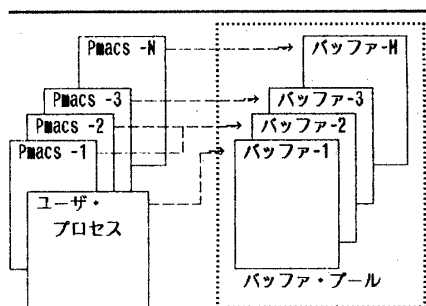 Pmacs -N
バッファ-M
Pmacs -3
バッファ-3
Pmacs -2
バッファ-2
Pmacs -1
バッファ-1
ユーザ・
プロセス
バッファ・プール